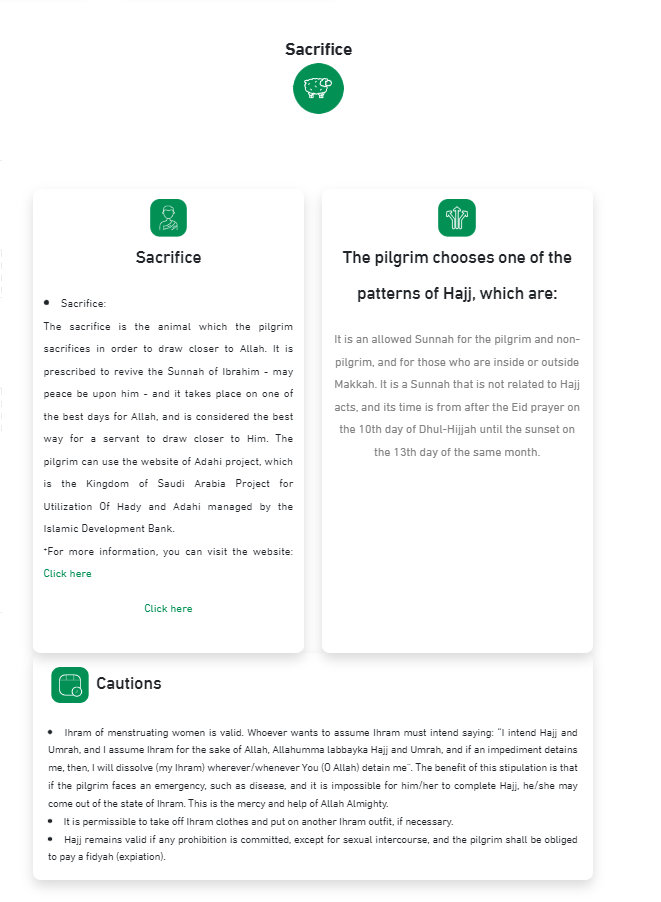 Sacrifice
Sacrifice
• Sacrifice:
The sacrifice is the animal which the pilgrim
sacrifices in order to draw closer to Allah. It is
prescribed to revive the Sunnah of Ibrahim - may
peace be upon him - and it takes place on one of
the best days for Allah, and is considered the best
way for a servant to draw closer to Him. The
pilgrim can use the website of Adahi project, which
is the Kingdom of Saudi Arabia Project for
Utilization Of Hady and Adahi managed by the
Islamic Development Bank.
*For more information, you can visit the website:
Click here
Click here
The pilgrim chooses one of the
patterns of Hajj, which are:
It is an allowed Sunnah for the pilgrim and non-
pilgrim, and for those who are inside or outside
Makkah. It is a Sunnah that is not related to Hajj
acts, and its time is from after the Eid prayer on
the 10th day of Dhul-Hijjah until the sunset on
the 13th day of the same month.
Cautions
• Ihram of menstruating women is valid. Whoever wants to assume Ihram must intend saying: "I intend Hajj and
Umrah, and I assume Ihram for the sake of Allah, Allahumma labbayka Hajj and Umrah, and if an impediment detains
me, then, I will dissolve (my Ihram) wherever/whenever You (O Allah) detain me". The benefit of this stipulation is that
if the pilgrim faces an emergency, such as disease, and it is impossible for him/her to complete Hajj, he/she may
come out of the state of Ihram. This is the mercy and help of Allah Almighty.
• It is permissible to take off Ihram clothes and put on another Ihram outfit, if necessary.
• Hajj remains valid if any prohibition is committed, except for sexual intercourse, and the pilgrim shall be obliged
to pay a fidyah (expiation).